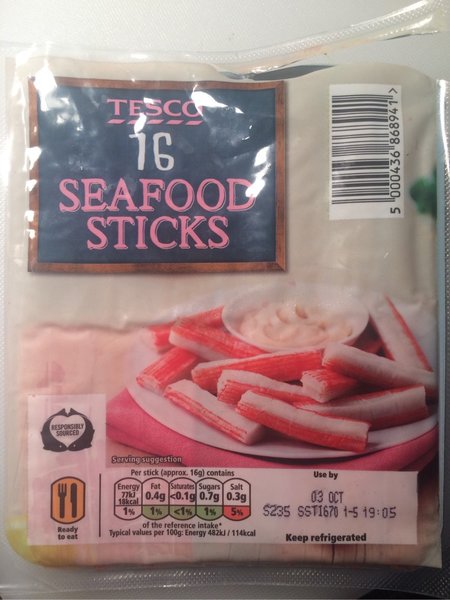 TESCO
16
SEAFOOD
STICKS
5 000436 868941 >
RESPONSIBLY
SOURCED
Serving suggestion
Ready
to eat
Per stick (approx. 16g) contains
Energy Fat Saturates Sugars Salt
77kJ 18kcal 0.4g <0.1g 0.7g 0.3g
1% 1% <1% 1% 5%
of the reference intake*
Typical values per 100g: Energy 482kJ / 114kcal
Use by
03 OCT
S235 SST1670 1-5 19:05
Keep refrigerated